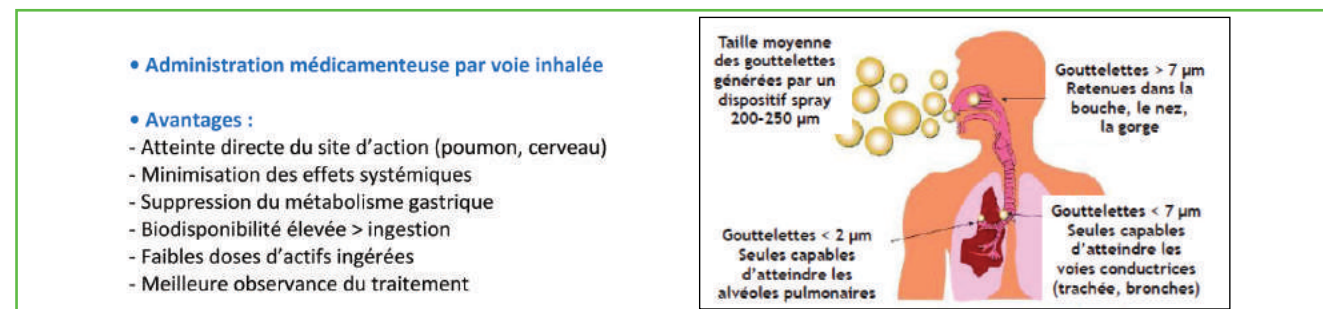 • Administration médicamenteuse par voie inhalée
• Avantages :
- Atteinte directe du site d'action (poumon, cerveau)
- Minimisation des effets systémiques
- Suppression du métabolisme gastrique
- Biodisponibilité élevée > ingestion
- Faibles doses d'actifs ingérées
- Meilleure observance du traitement
Taille moyenne
des gouttelettes
générées par un
dispositif spray
200-250 µm
Gouttelettes > 7 µm
Retenues dans la
bouche, le nez,
la gorge
Gouttelettes < 2 µm
Seules capables
d'atteindre les
alvéoles pulmonaires
Gouttelettes < 7 µm
Seules capables
d'atteindre les
voies conductrices
(trachée, bronches)